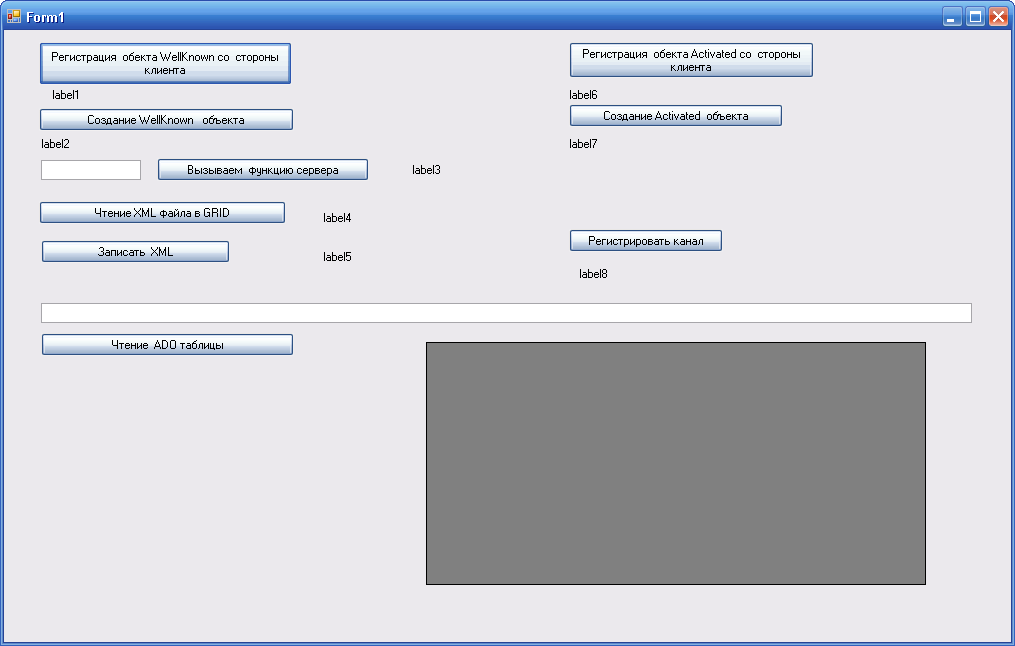 Form1
Регистрация обекта WellKnown со стороны
клиента
Регистрация обекта Activated со стороны
клиента
label1
label6
Создание WellKnown объекта
Создание Activated объекта
label2
label7
Вызываем функцию сервера
label3
Чтение XML файла в GRID
label4
Записать XML
label5
Регистрировать канал
label8
Чтение ADO таблицы